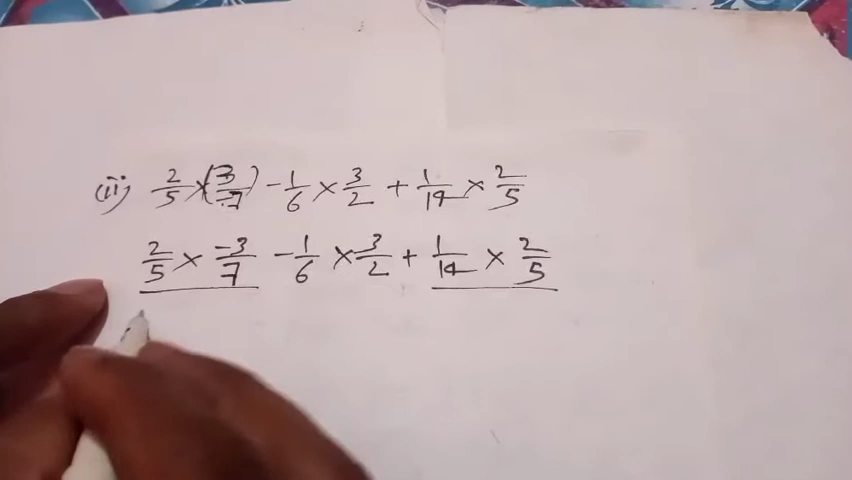 (ii) 2/5 × (3/-7) - 1/6 × 3/2 + 1/14 × 2/5
2/5 × -3/7 - 1/6 × 3/2 + 1/14 × 2/5